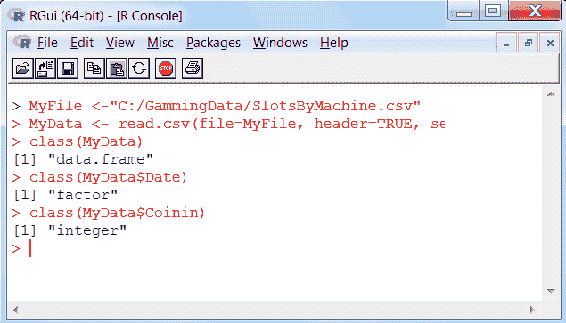 RGui (64-bit) - [R Console]
File Edit View Misc Packages Windows Help
STOP
> MyFile <-"C:/GammingData/SlotsByMachine.csv"
> MyData <- read.csv(file=MyFile, header=TRUE, se
> class(MyData)
[1] "data.frame"
> class(MyData$Date)
[1] "factor"
> class(MyData$Coinin)
[1] "integer"
>